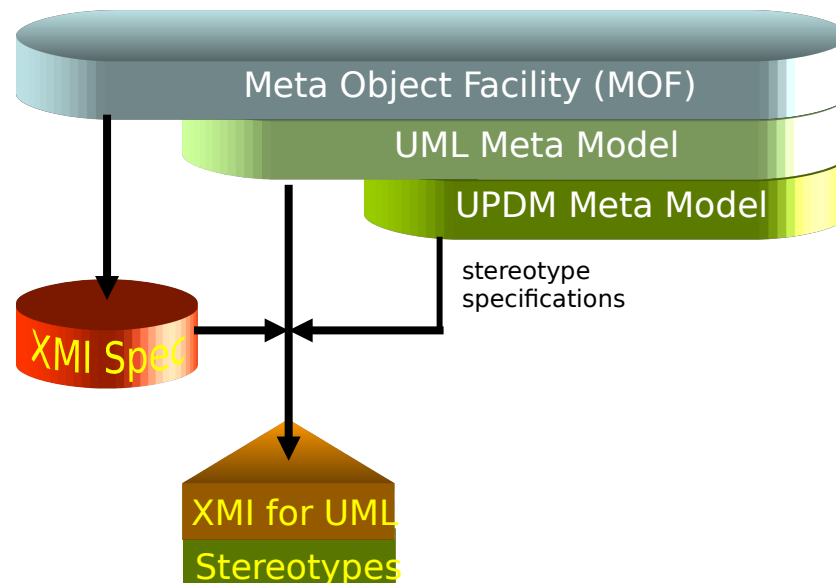 Meta Object Facility (MOF)
UML Meta Model
UPDM Meta Model
stereotype
specifications
XMI Spec
XMI for UML
Stereotypes